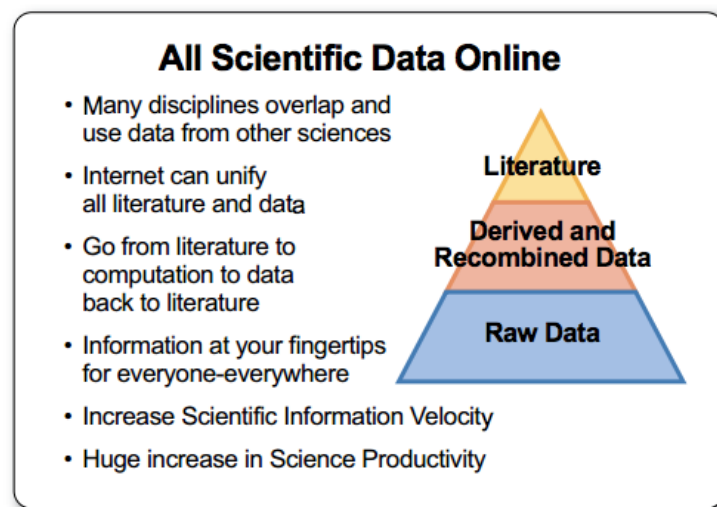 All Scientific Data Online
• Many disciplines overlap and
use data from other sciences
• Internet can unify
all literature and data
• Go from literature to
computation to data
back to literature
• Information at your fingertips
for everyone-everywhere
• Increase Scientific Information Velocity
• Huge increase in Science Productivity
Literature
Derived and
Recombined Data
Raw Data